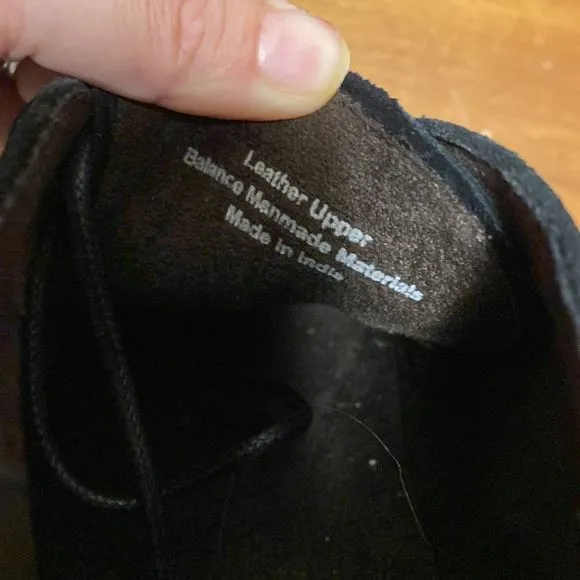 Leather Upper
Balance Manmade Materials
Made in India